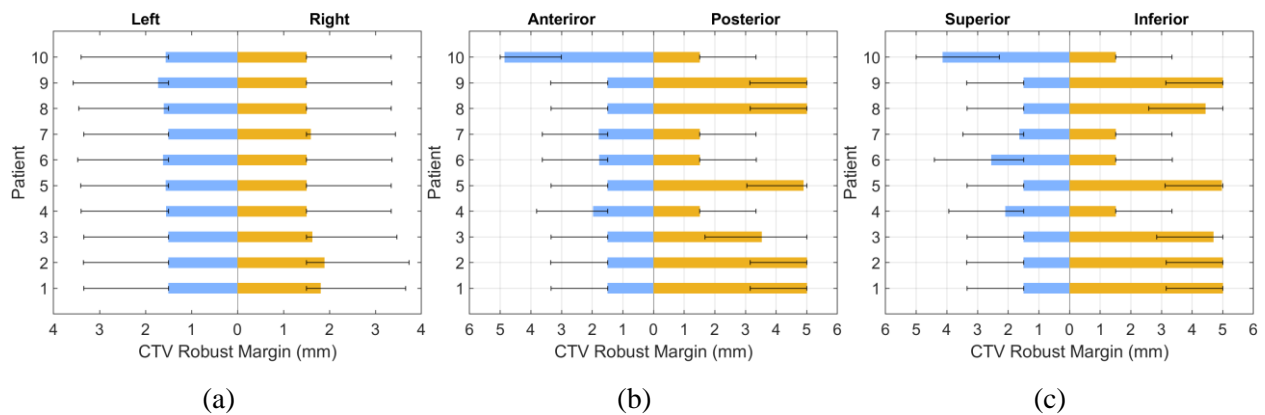 Left Right
10
9
8
7
6
5
4
3
2
1
Patient
4 3 2 1 0 1 2 3 4
CTV Robust Margin (mm)
(a)
Anteriror Posterior
10
9
8
7
6
5
4
3
2
1
Patient
6 5 4 3 2 1 0 1 2 3 4 5 6
CTV Robust Margin (mm)
(b)
Superior Inferior
10
9
8
7
6
5
4
3
2
1
Patient
6 5 4 3 2 1 0 1 2 3 4 5 6
CTV Robust Margin (mm)
(c)